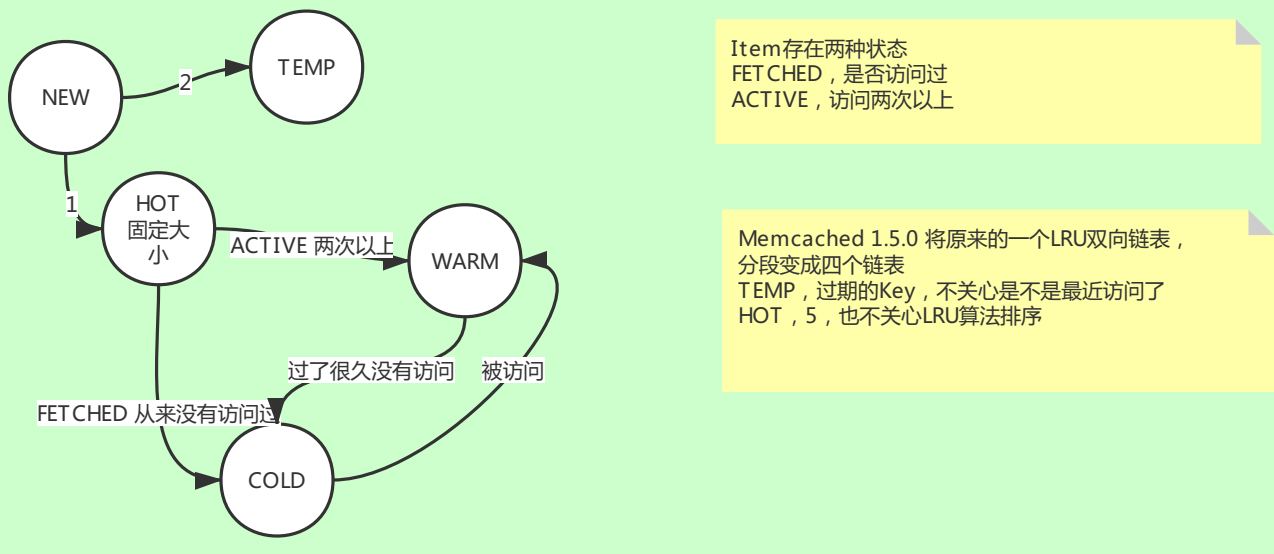 NEW
2
TEMP
1
HOT
固定大
小
ACTIVE 两次以上
WARM
过了很久没有访问
被访问
FETCHED 从来没有访问过
COLD
Item存在两种状态
FETCHED，是否访问过
ACTIVE，访问两次以上
Memcached 1.5.0 将原来的一个LRU双向链表，
分段变成四个链表
TEMP，过期的Key，不关心是不是最近访问了
HOT，5，也不关心LRU算法排序